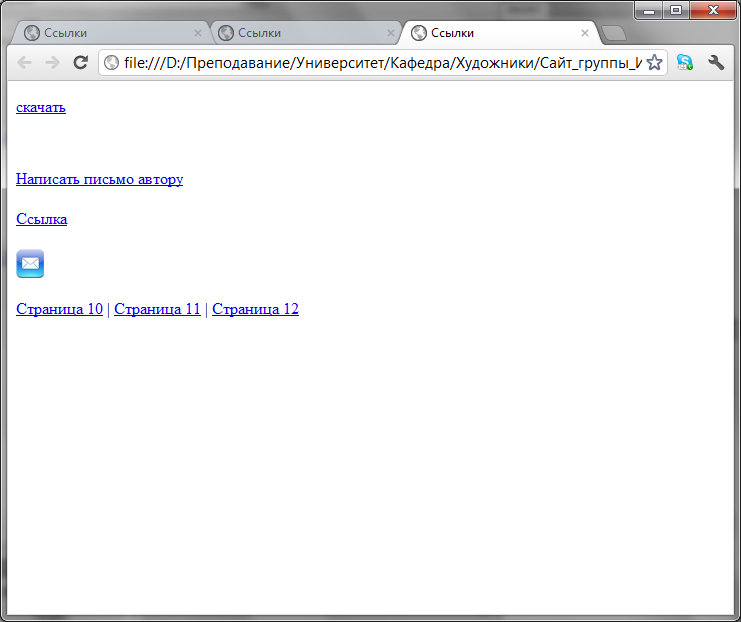 Ссылки Ссылки Ссылки
file:///D:/Преподавание/Университет/Кафедра/Художники/Сайт_группы_И
скачать
Написать письмо автору
Ссылка
Страница 10 | Страница 11 | Страница 12